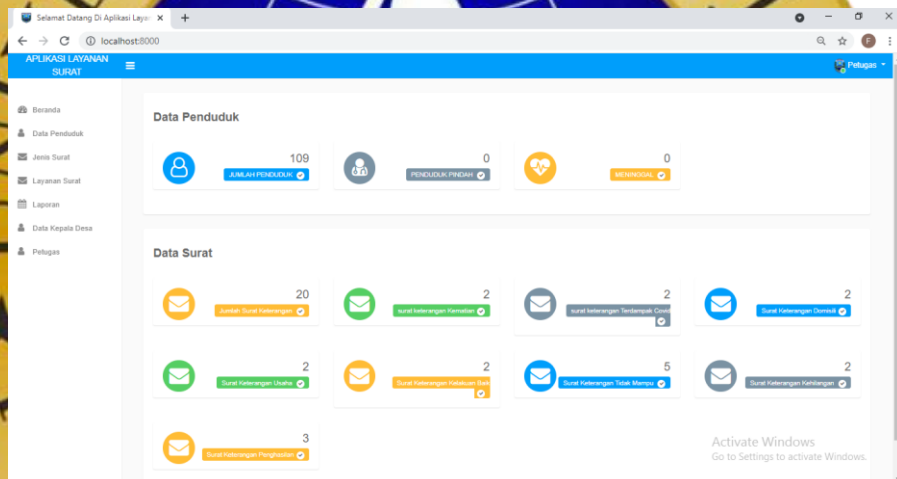 Selamat Datang Di Aplikasi Layan
localhost:8000
F
APLIKASI LAYANAN
SURAT
Petugas
Beranda
Data Penduduk
Jenis Surat
Layanan Surat
Laporan
Data Kepala Desa
Petugas
Data Penduduk
109
JUMLAH PENDUDUK
0
PENDUDUK PINDAH
0
MENINGGAL
Data Surat
20
Jumlah Surat Keterangan
2
surat keterangan Kematian
2
surat keterangan Terdampak Covid
2
Surat Keterangan Domisili
2
Surat Keterangan Usaha
2
Surat Keterangan Kelakuan Baik
5
Surat Keterangan Tidak Mampu
2
Surat Keterangan Kehilangan
3
Surat Keterangan Penghasilan
Activate Windows
Go to Settings to activate Windows.